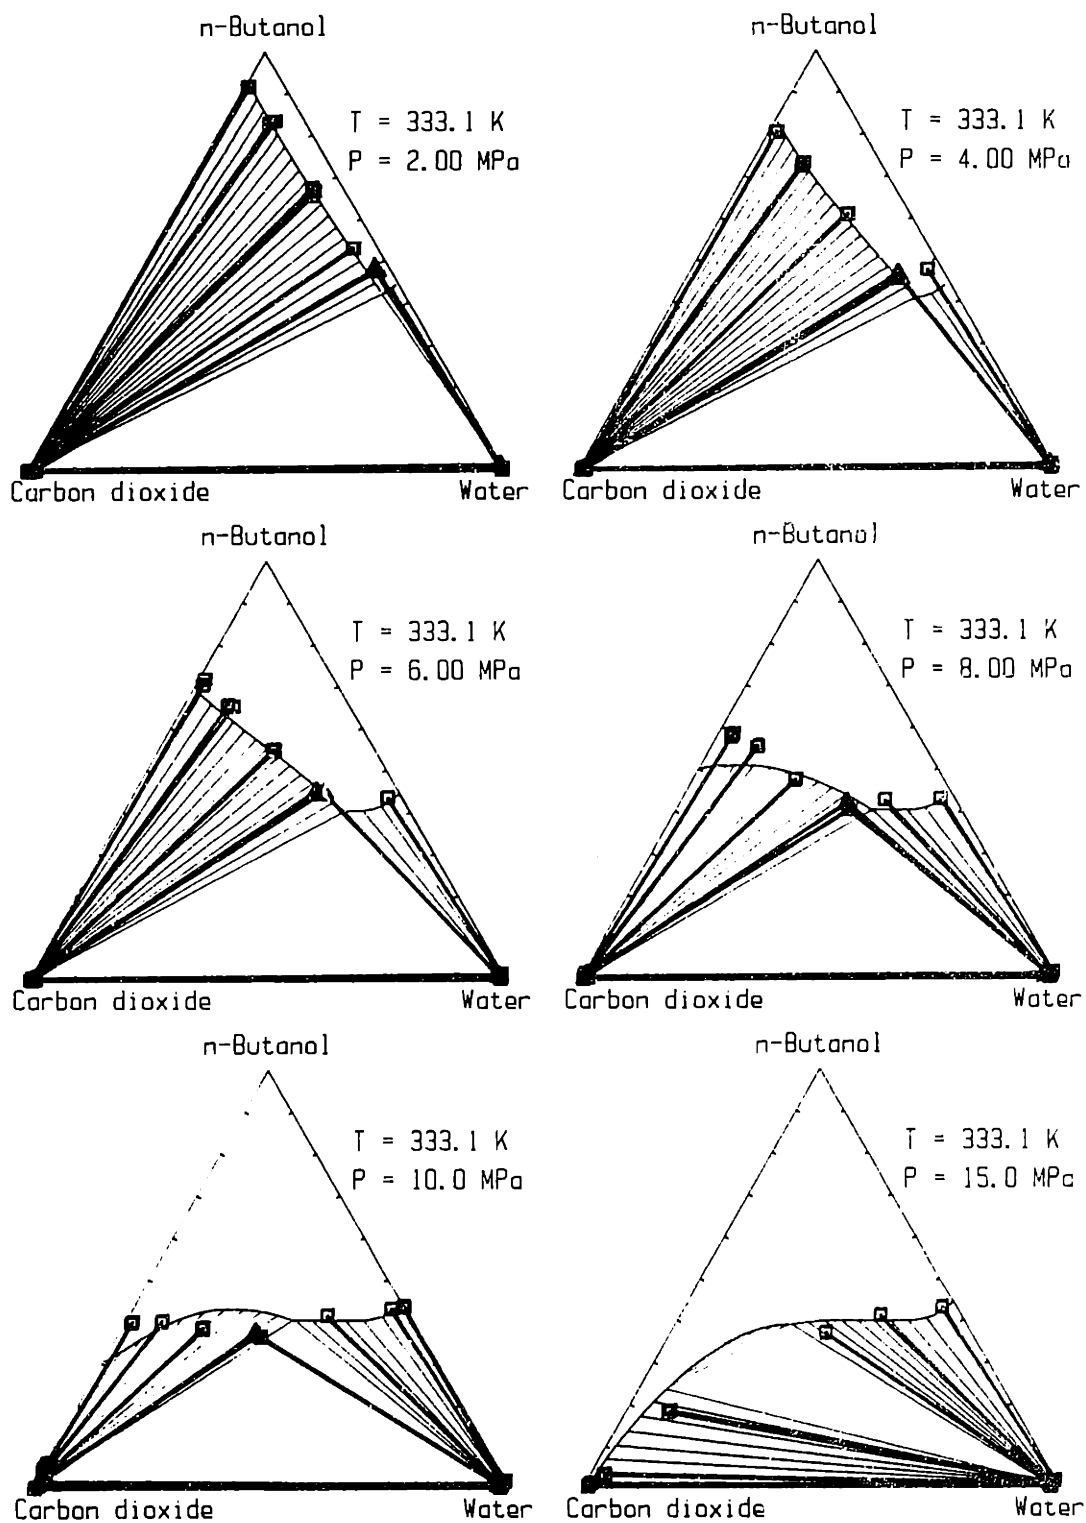 n-Butanol
T = 333.1 K
P = 2.00 MPa
Carbon dioxide
Water
n-Butanol
T = 333.1 K
P = 4.00 MPa
Carbon dioxide
Water
n-Butanol
T = 333.1 K
P = 6.00 MPa
Carbon dioxide
Water
n-Butanol
T = 333.1 K
P = 8.00 MPa
Carbon dioxide
Water
n-Butanol
T = 333.1 K
P = 10.0 MPa
Carbon dioxide
Water
n-Butanol
T = 333.1 K
P = 15.0 MPa
Carbon dioxide
Water